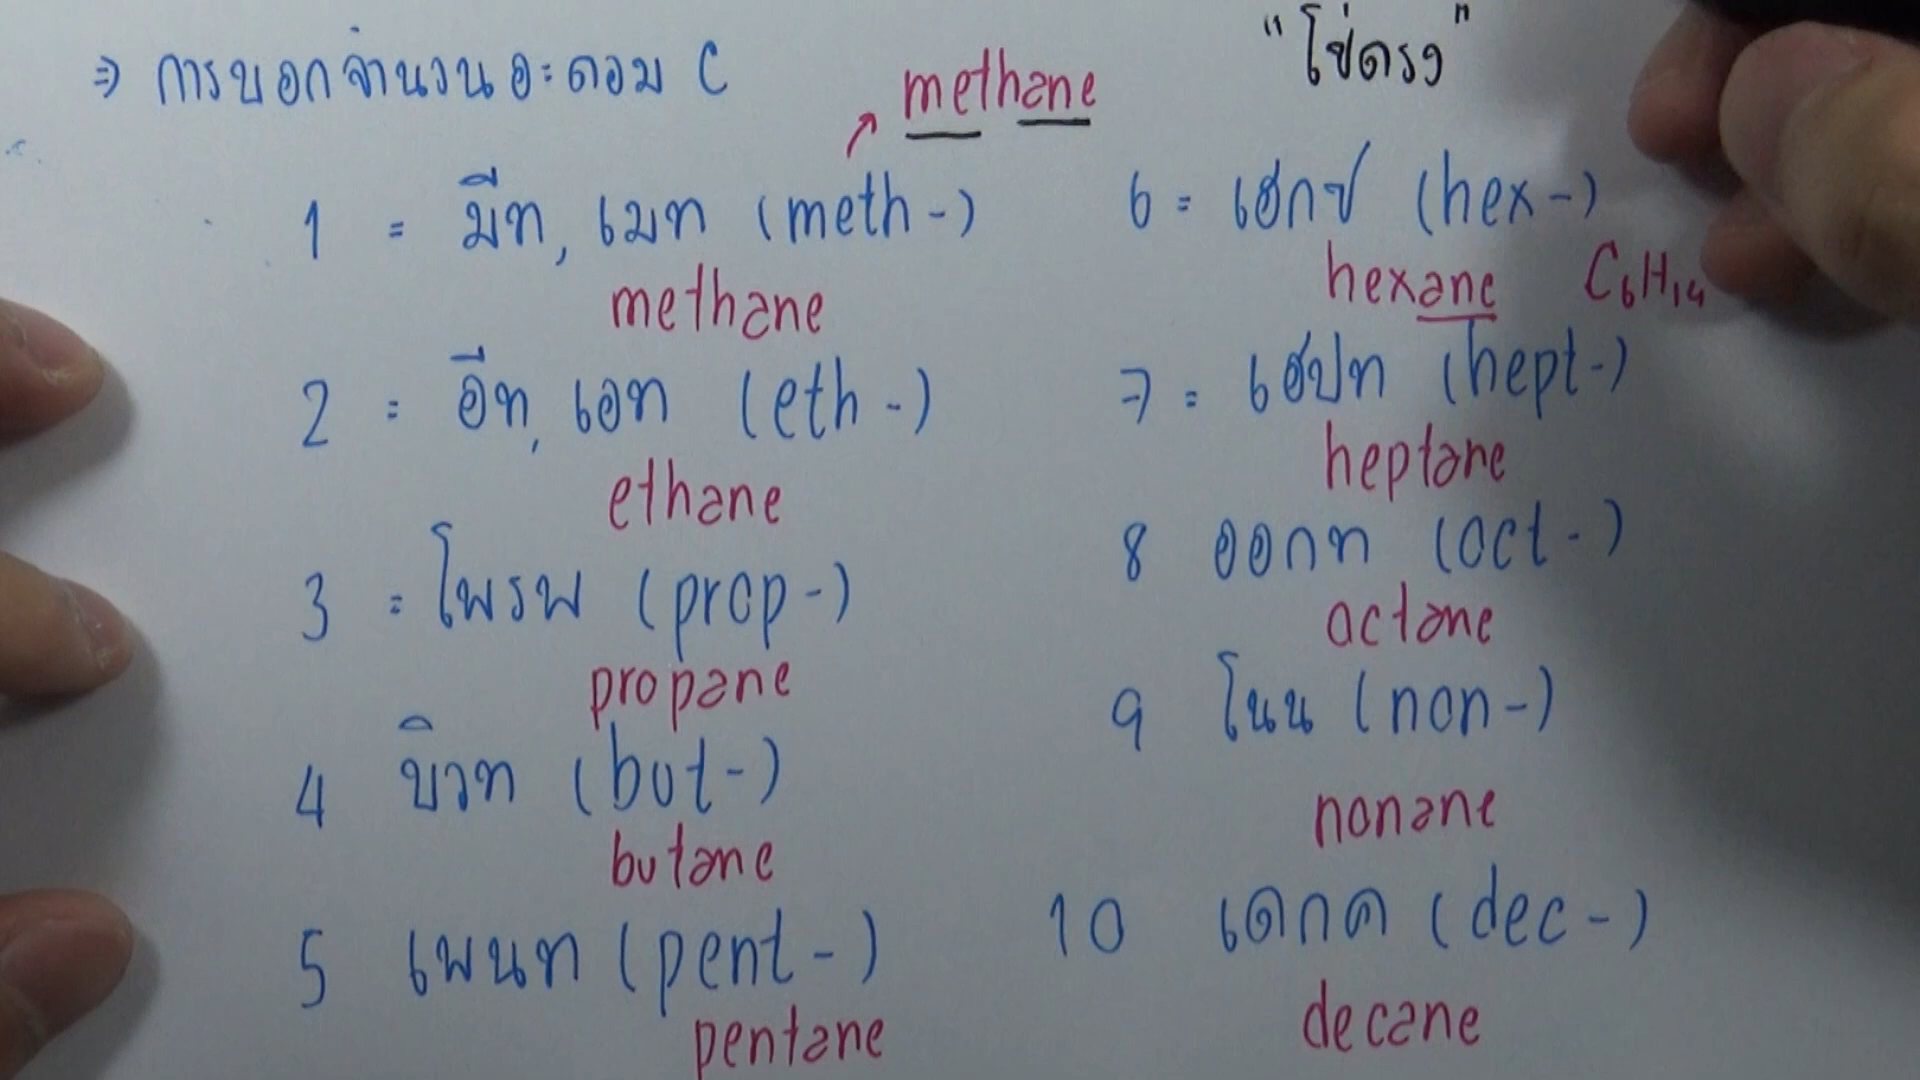 ⇒ การบอกจำนวนอะตอม C
methane
"โซ่ตรง"
1 = มีท, เมท (meth-)
methane
2 = อีท, เอท (eth-)
ethane
3 = โพรพ (prop-)
propane
4 บิวท (but-)
butane
5 เพนท (pent-)
pentane
6 = เฮกซ์ (hex-)
hexane C₆H₁₄
7 = เฮปท (hept-)
heptane
8 ออกท (oct-)
octane
9 โนน (non-)
nonane
10 เดกค (dec-)
decane